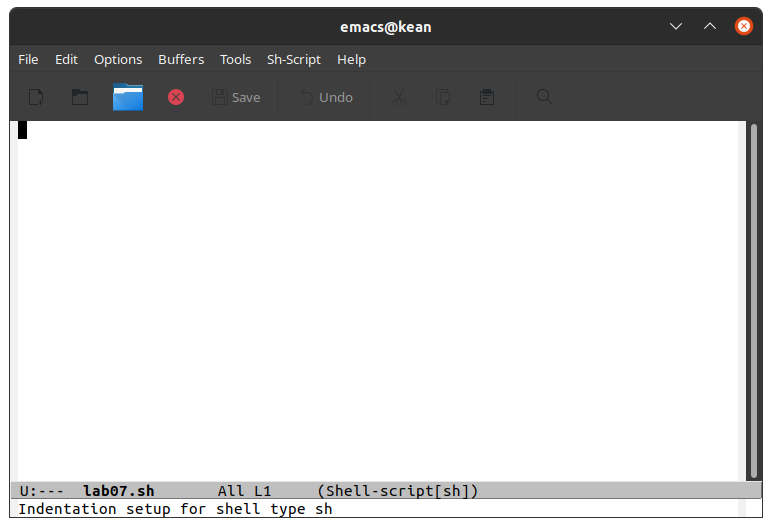 emacs@kean
File Edit Options Buffers Tools Sh-Script Help
Save Undo
U:--- lab07.sh All L1 (Shell-script[sh])
Indentation setup for shell type sh